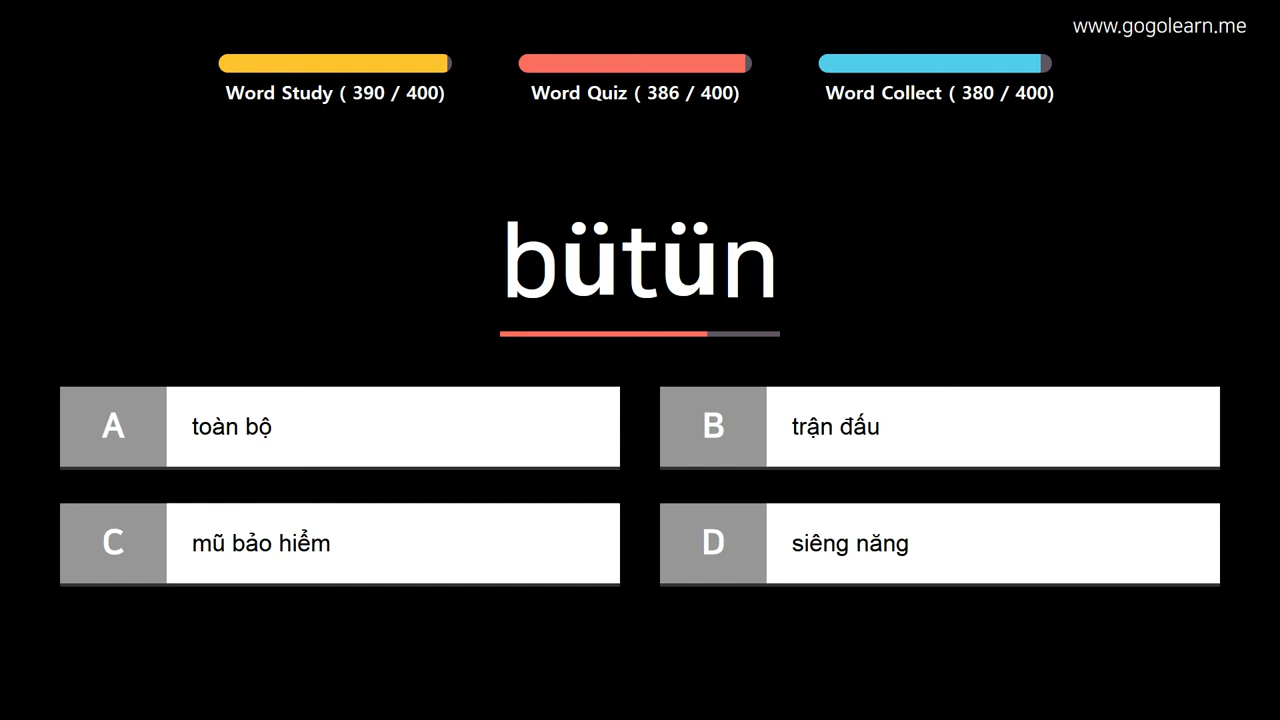 www.gogolearn.me
Word Study ( 390 / 400)
Word Quiz ( 386 / 400)
Word Collect ( 380 / 400)
bütün
A toàn bộ
B trận đấu
C mũ bảo hiểm
D siêng năng